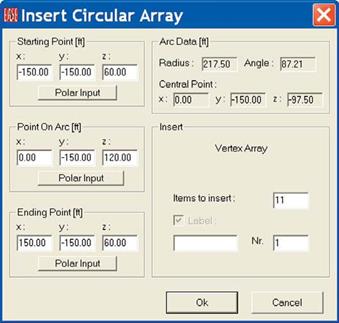 EASE Insert Circular Array
Starting Point [ft]
x: y: z:
-150.00 -150.00 60.00
Polar Input
Arc Data [ft]
Radius: 217.50 Angle: 87.21
Central Point:
x: 0.00 y: -150.00 z: -97.50
Point On Arc [ft]
x: y: z:
0.00 -150.00 120.00
Polar Input
Insert
Vertex Array
Items to insert: 11
Label:
Nr. 1
Ending Point [ft]
x: y: z:
150.00 -150.00 60.00
Polar Input
Ok Cancel